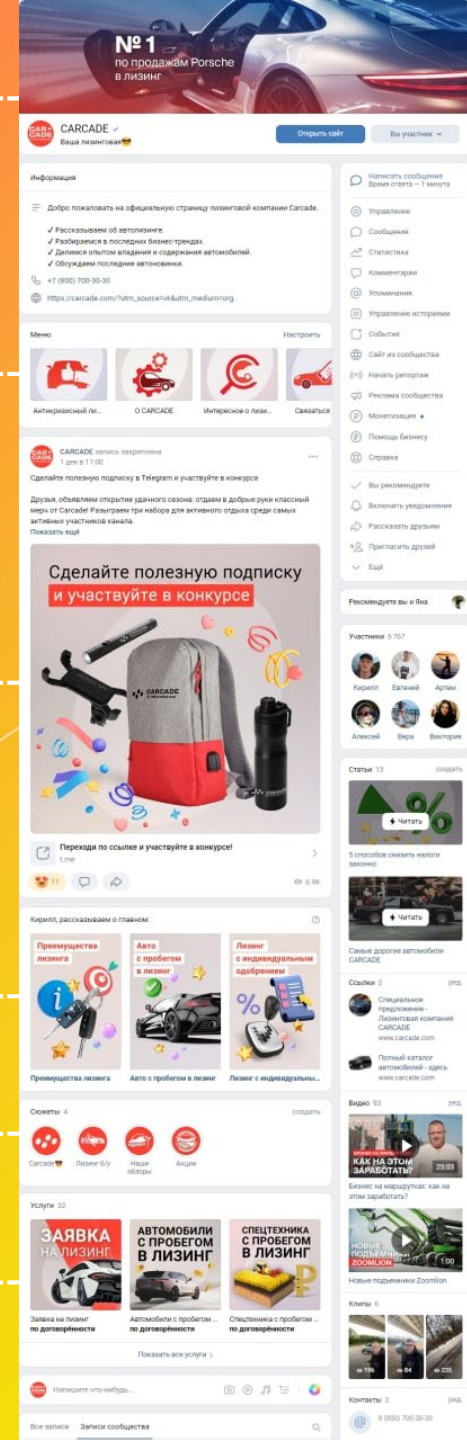 № 1
по продажам Porsche
в лизинг
CAR+
CADE
CARCADE
Ваша лизинговая
Открыть сайт
Вы участник
Информация
Добро пожаловать на официальную страницу лизинговой компании Carcade.
✓ Рассказываем об автолизинге.
✓ Разбираемся в последних бизнес-трендах.
✓ Делимся опытом владения и содержания автомобилей.
✓ Обсуждаем последние автоновинки.
+7 (800) 700-30-30
https://carcade.com/?utm_source=vk&utm_medium=org..
Меню
Настроить
Антикризисный ли...
О CARCADE
Интересное о лизи...
Связаться
CARCADE запись закреплена
1 дек в 11:00
Сделайте полезную подписку в Telegram и участвуйте в конкурсе
Друзья, объявляем открытие удачного сезона: отдаем в добрые руки классный
мерч от Carcade! Разыграем три набора для активного отдыха среди самых
активных участников канала.
Показать ещё
Сделайте полезную подписку
и участвуйте в конкурсе
CARCADE
CARCADE
Переходи по ссылке и участвуйте в конкурсе!
t.me
11
6,9K
Кирилл, рассказываем о главном:
Преимущества
лизинга
Авто
с пробегом
в лизинг
Лизинг
с индивидуальным
одобрением
Преимущества лизинга
Авто с пробегом в лизинг
Лизинг с индивидуальны...
Сюжеты 4
создать
Carcade
Лизинг б/у
Наши
обзоры
Акции
Услуги 32
ЗАЯВКА
НА ЛИЗИНГ
АВТОМОБИЛИ
С ПРОБЕГОМ
В ЛИЗИНГ
СПЕЦТЕХНИКА
С ПРОБЕГОМ
В ЛИЗИНГ
Заявка на лизинг
по договорённости
Автомобили с пробегом ...
по договорённости
Спецтехника с пробегом ...
по договорённости
Показать все услуги
Напишите что-нибудь...
Все записи
Записи сообщества
Написать сообщение
Время ответа — 1 минута
Управление
Сообщения
Статистика
Комментарии
Упоминания
Управление историями
События
Сайт из сообщества
Начать репортаж
Реклама сообщества
Монетизация
Помощь бизнесу
Справка
Вы рекомендуете
Включить уведомления
Рассказать друзьям
Пригласить друзей
Ещё
Рекомендуете вы и Яна
Участники 6 767
Кирилл
Евгений
Артём
Алексей
Вера
Виктория
Статьи 13
создать
Читать
5 способов снизить налоги
законно
Читать
Самые дорогие автомобили
CARCADE
Ссылки 2
ред.
Специальное
предложение -
Лизинговая компания
CARCADE
www.carcade.com
Полный каталог
автомобилей - здесь
www.carcade.com
Видео 93
ред.
БИЗНЕС НА МАРШРУТКАХ:
КАК НА ЭТОМ
ЗАРАБОТАТЬ?
25:03
Бизнес на маршрутках: как на
этом заработать?
НОВЫЕ
ПОДЪЕМНИКИ
ZOOMLION
1:00
Новые подъемники Zoomlion
Клипы 6
196
84
235
Контакты 2
ред.
8 (800) 700-30-30